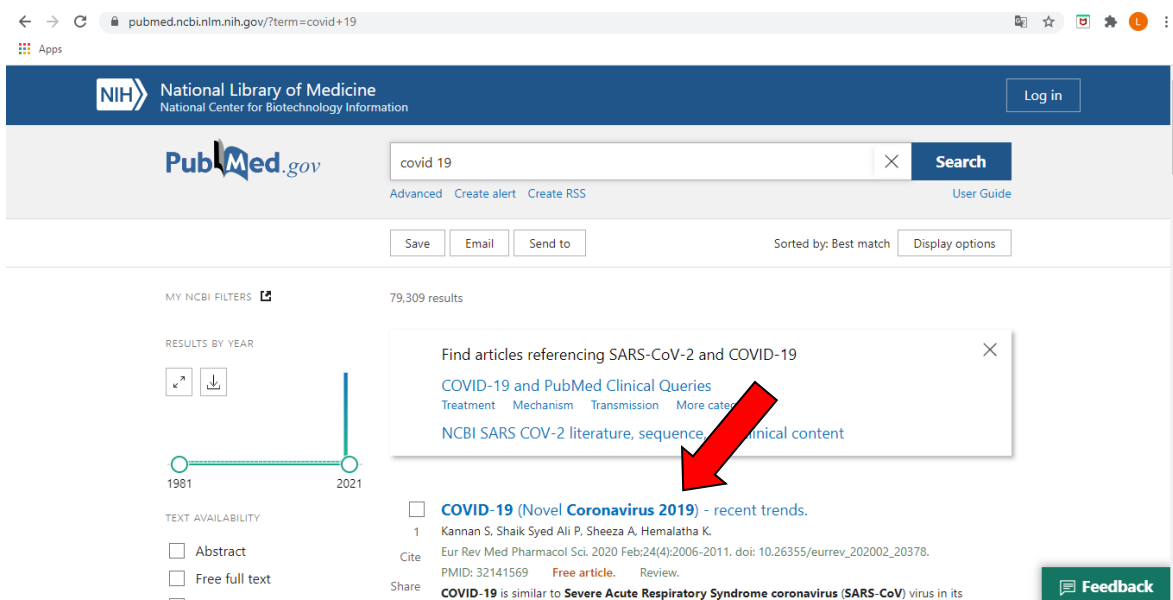 pubmed.ncbi.nlm.nih.gov/?term=covid+19
L
Apps
NIH National Library of Medicine
National Center for Biotechnology Information
Log in
PubMed.gov
covid 19
Search
Advanced Create alert Create RSS
User Guide
Save Email Send to
Sorted by: Best match Display options
MY NCBI FILTERS
79,309 results
RESULTS BY YEAR
1981 2021
Find articles referencing SARS-CoV-2 and COVID-19
COVID-19 and PubMed Clinical Queries
Treatment Mechanism Transmission More
NCBI SARS COV-2 literature, sequence, content
TEXT AVAILABILITY
Abstract
Free full text
COVID-19 (Novel Coronavirus 2019) - recent trends.
1 Kannan S, Shaik Syed Ali P, Sheeza A, Hemalatha K.
Cite Eur Rev Med Pharmacol Sci. 2020 Feb;24(4):2006-2011. doi: 10.26355/eurrev_202002_20378.
PMID: 32141569 Free article. Review.
Share COVID-19 is similar to Severe Acute Respiratory Syndrome coronavirus (SARS-CoV) virus in its
Feedback